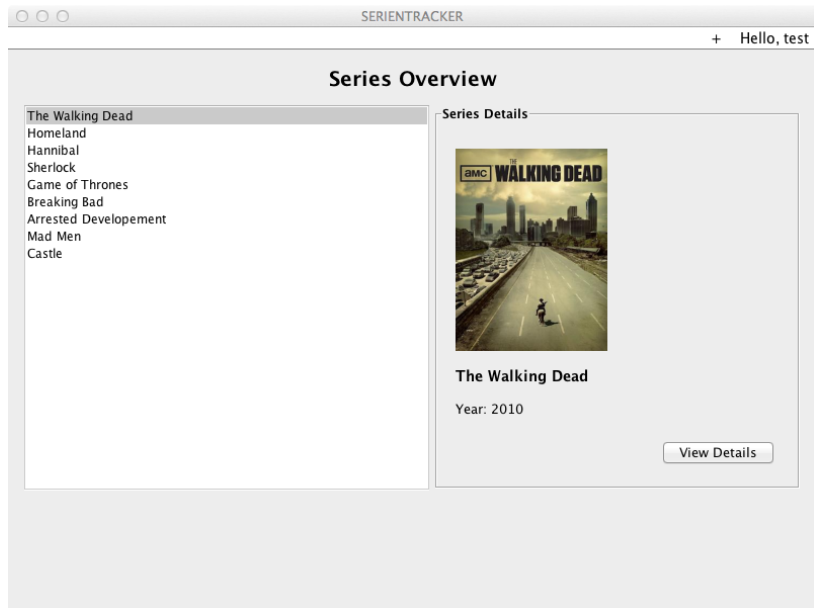 SERIENTRACKER
+ Hello, test
Series Overview
The Walking Dead
Homeland
Hannibal
Sherlock
Game of Thrones
Breaking Bad
Arrested Developement
Mad Men
Castle
Series Details
amc THE WALKING DEAD
The Walking Dead
Year: 2010
View Details